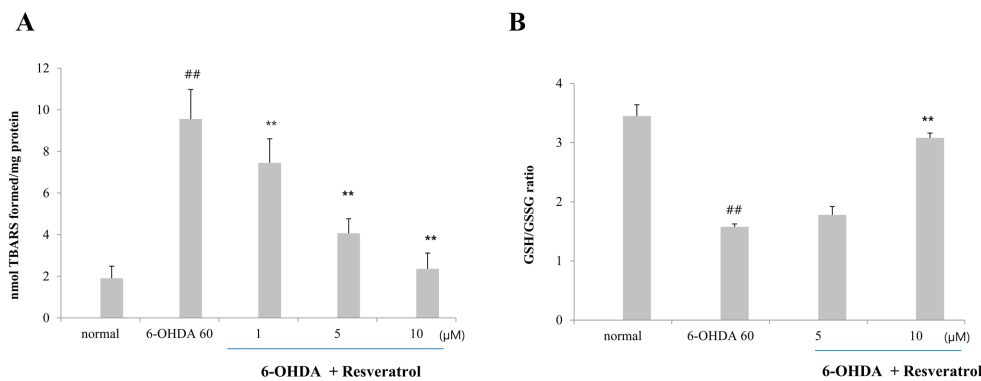 A
nmol TBARS formed/mg protein
12
10
8
6
4
2
0
##
**
**
**
normal 6-OHDA 60 1 5 10 (μM)
6-OHDA + Resveratrol
B
GSH/GSSG ratio
4
3
2
1
0
##
**
normal 6-OHDA 60 5 10 (μM)
6-OHDA + Resveratrol